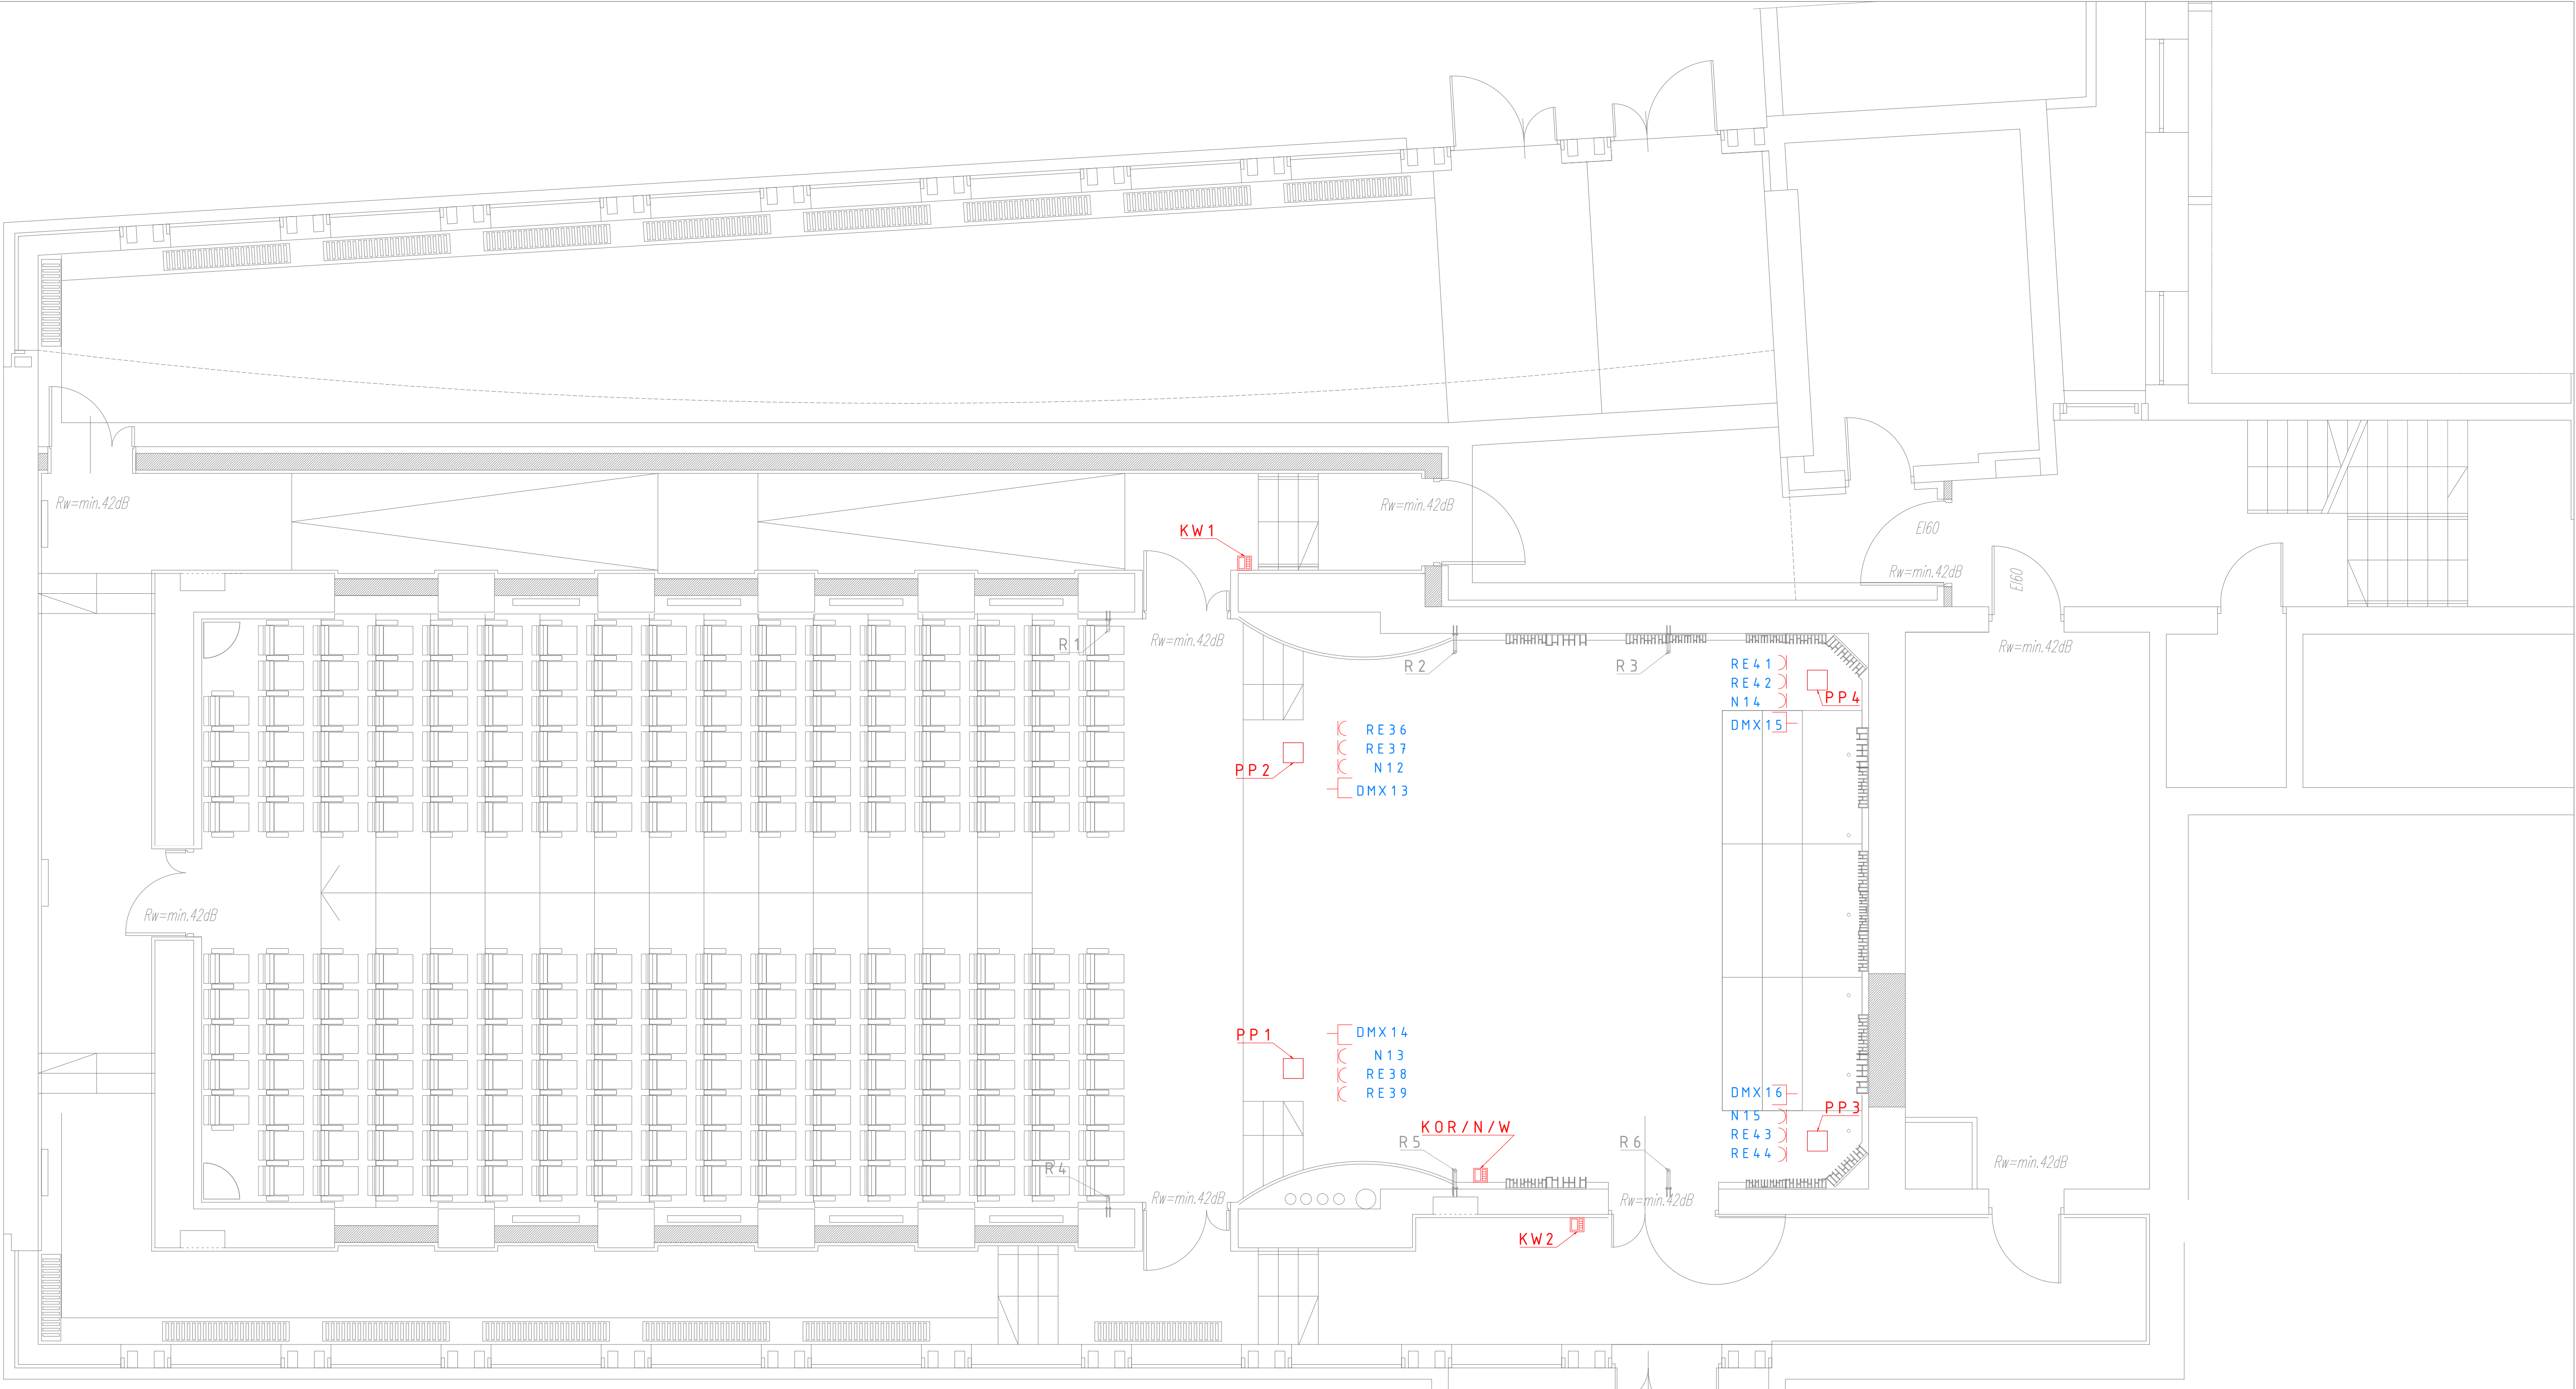 Rw=min.42dB
Rw=min.42dB
KW1
EI60
Rw=min.42dB
EI60
R1
Rw=min.42dB
R2
R3
Rw=min.42dB
RE41
RE42
N14
DMX15
PP4
RE36
RE37
N12
DMX13
PP2
Rw=min.42dB
PP1
DMX14
N13
RE38
RE39
DMX16
N15
RE43
RE44
PP3
KOR/N/W
R5
R6
R4
Rw=min.42dB
Rw=min.42dB
Rw=min.42dB
KW2